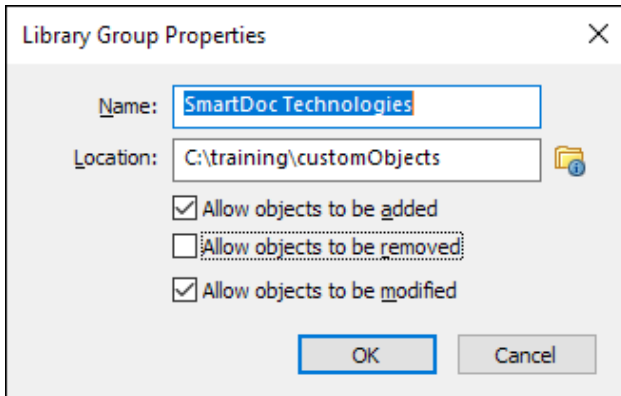 Library Group Properties
Name: SmartDoc Technologies
Location: C:\training\customObjects
Allow objects to be added
Allow objects to be removed
Allow objects to be modified
OK Cancel